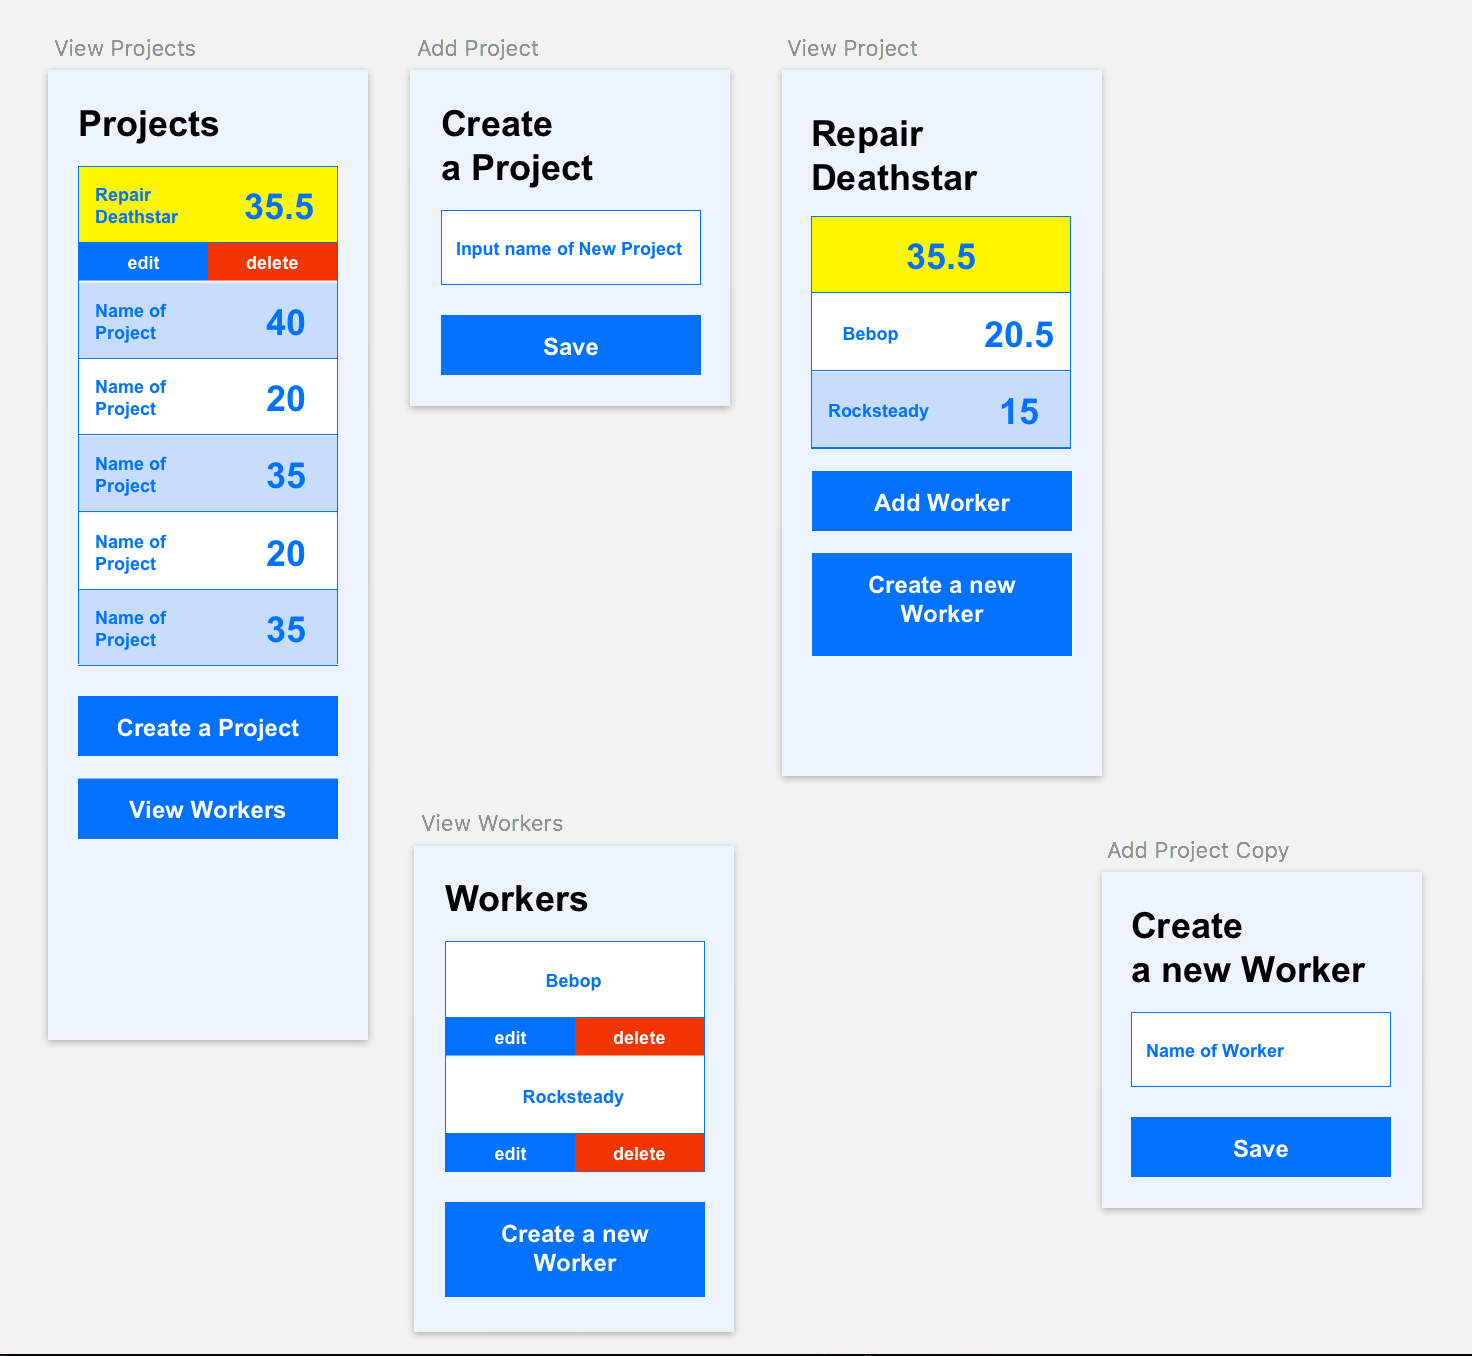 View Projects
Projects
Repair
Deathstar
35.5
edit
delete
Name of
Project
40
Name of
Project
20
Name of
Project
35
Name of
Project
20
Name of
Project
35
Create a Project
View Workers
Add Project
Create
a Project
Input name of New Project
Save
View Project
Repair
Deathstar
35.5
Bebop
20.5
Rocksteady
15
Add Worker
Create a new
Worker
View Workers
Workers
Bebop
edit
delete
Rocksteady
edit
delete
Create a new
Worker
Add Project Copy
Create
a new Worker
Name of Worker
Save